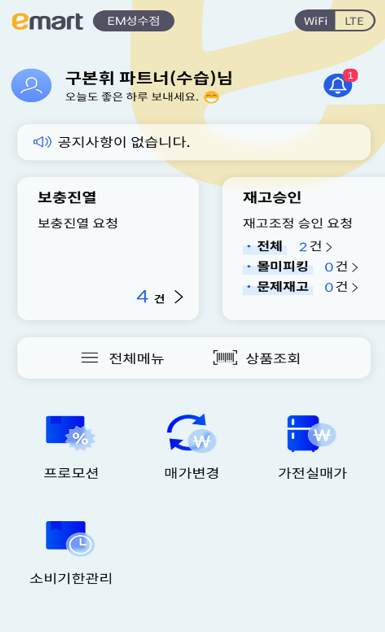 emart EM성수점 WiFi LTE
구본휘 파트너(수습)님
오늘도 좋은 하루 보내세요.
1
공지사항이 없습니다.
보충진열
보충진열 요청
4 건
재고승인
재고조정 승인 요청
· 전체 2 건
· 몰미피킹 0 건
· 문제재고 0 건
전체메뉴 상품조회
프로모션 매가변경 가전실매가
소비기한관리